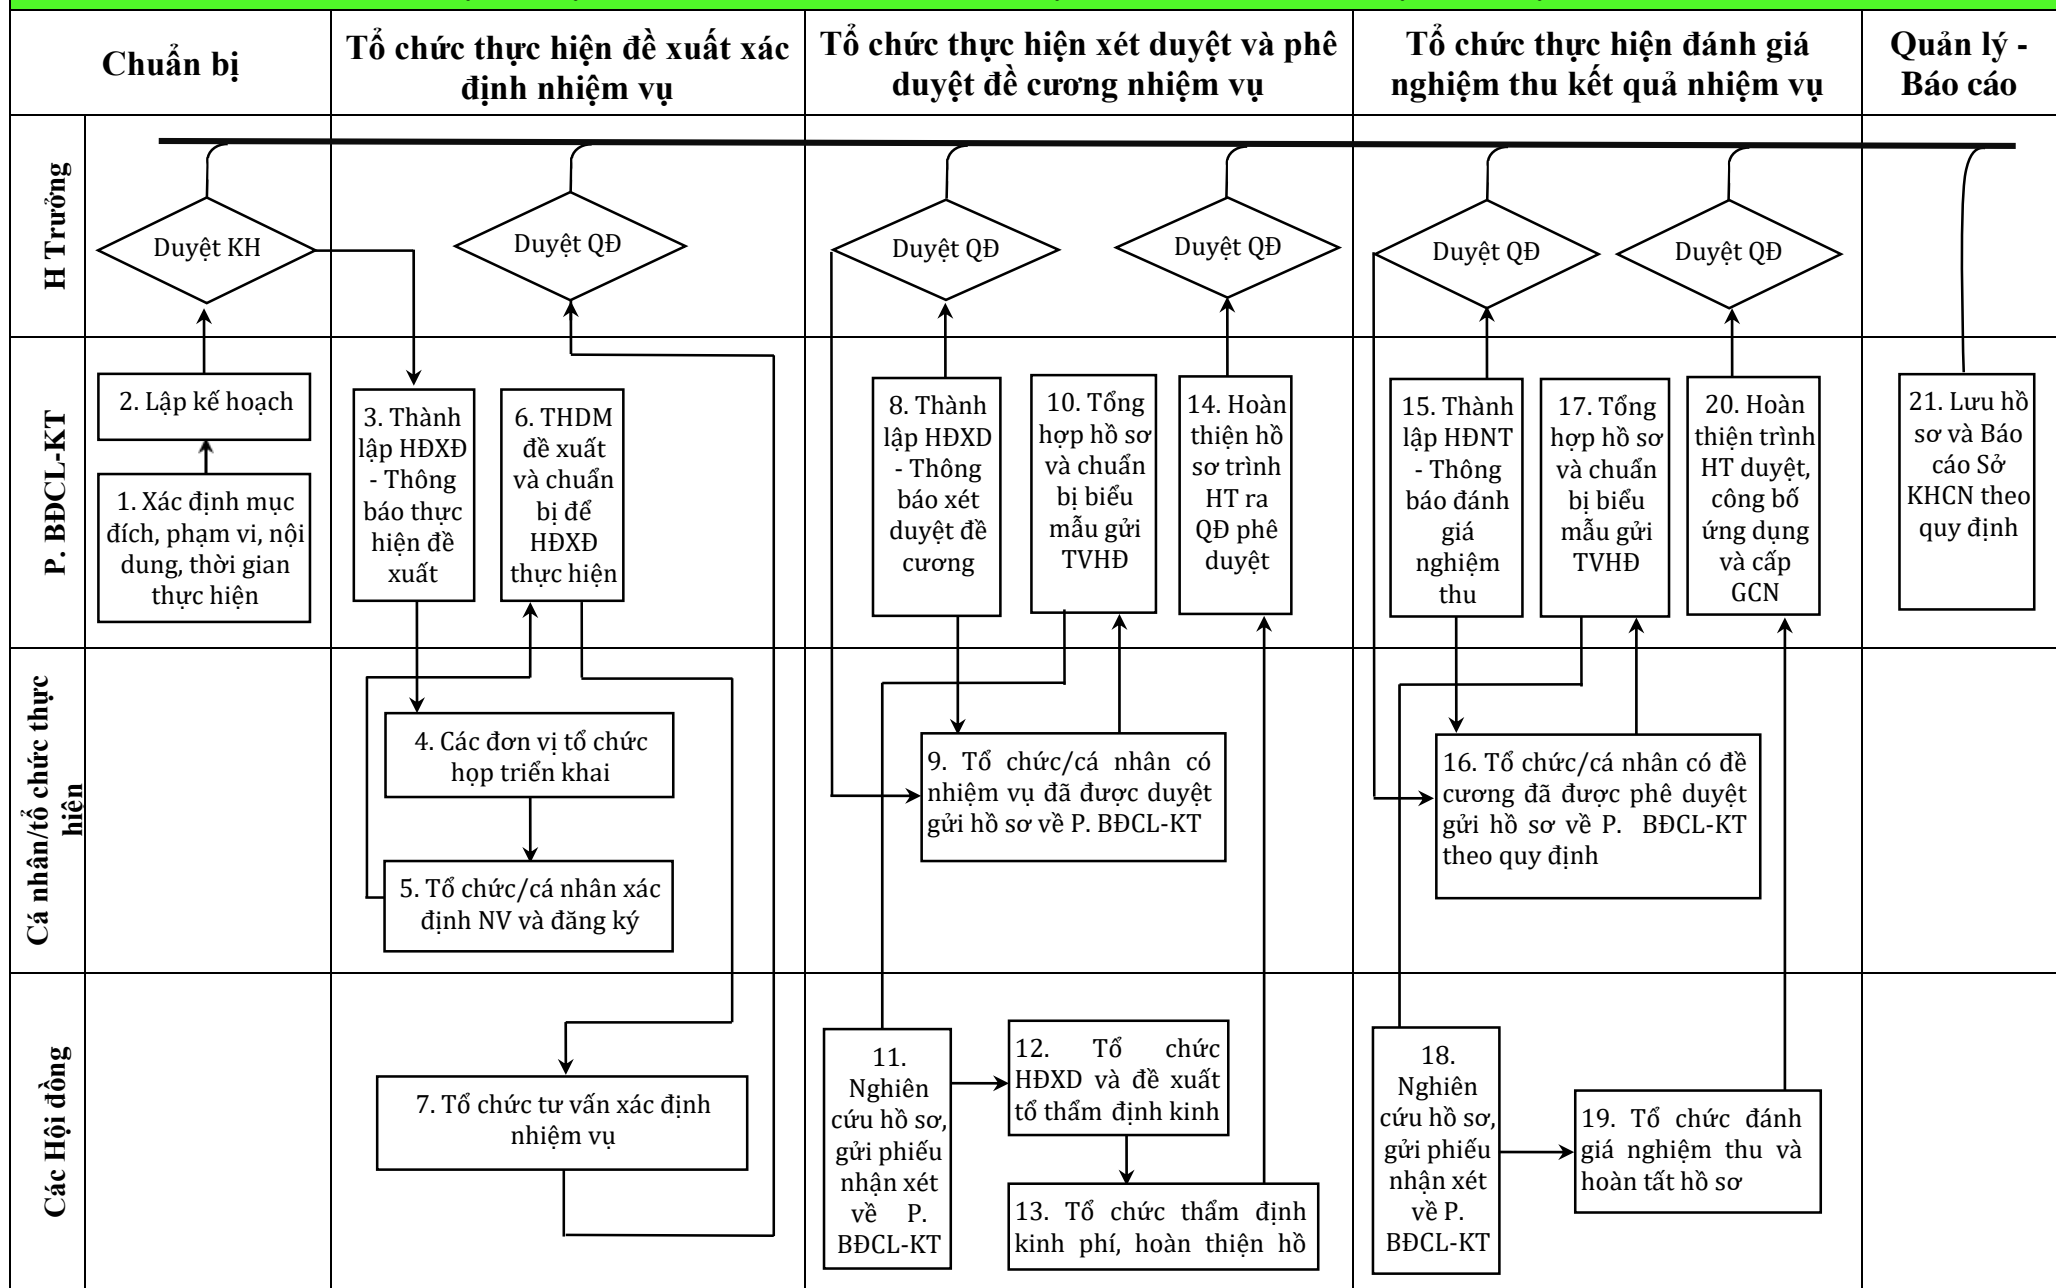 Chuẩn bị
Tổ chức thực hiện đề xuất xác
định nhiệm vụ
Tổ chức thực hiện xét duyệt và phê
duyệt đề cương nhiệm vụ
Tổ chức thực hiện đánh giá
nghiệm thu kết quả nhiệm vụ
Quản lý -
Báo cáo
H Trưởng
Duyệt KH
Duyệt QĐ
Duyệt QĐ
Duyệt QĐ
Duyệt QĐ
Duyệt QĐ
P. BĐCL-KT
2. Lập kế hoạch
1. Xác định mục
đích, phạm vi, nội
dung, thời gian
thực hiện
3. Thành
lập HĐXĐ
- Thông
báo thực
hiện đề
xuất
6. THDM
đề xuất
và chuẩn
bị để
HĐXĐ
thực hiện
8. Thành
lập HĐXD
- Thông
báo xét
duyệt đề
cương
10. Tổng
hợp hồ sơ
và chuẩn
bị biểu
mẫu gửi
TVHĐ
14. Hoàn
thiện hồ
sơ trình
HT ra
QĐ phê
duyệt
15. Thành
lập HĐNT
- Thông
báo đánh
giá
nghiệm
thu
17. Tổng
hợp hồ sơ
và chuẩn
bị biểu
mẫu gửi
TVHĐ
20. Hoàn
thiện trình
HT duyệt,
công bố
ứng dụng
và cấp
GCN
21. Lưu hồ
sơ và Báo
cáo Sở
KHCN theo
quy định
Cá nhân/tổ chức thực
hiện
4. Các đơn vị tổ chức
họp triển khai
5. Tổ chức/cá nhân xác
định NV và đăng ký
9. Tổ chức/cá nhân có
nhiệm vụ đã được duyệt
gửi hồ sơ về P. BĐCL-KT
16. Tổ chức/cá nhân có đề
cương đã được phê duyệt
gửi hồ sơ về P. BĐCL-KT
theo quy định
Các Hội đồng
7. Tổ chức tư vấn xác định
nhiệm vụ
11.
Nghiên
cứu hồ sơ,
gửi phiếu
nhận xét
về P.
BĐCL-KT
12. Tổ chức
HĐXD và đề xuất
tổ thẩm định kinh
13. Tổ chức thẩm định
kinh phí, hoàn thiện hồ
18.
Nghiên
cứu hồ sơ,
gửi phiếu
nhận xét
về P.
BĐCL-KT
19. Tổ chức đánh
giá nghiệm thu và
hoàn tất hồ sơ